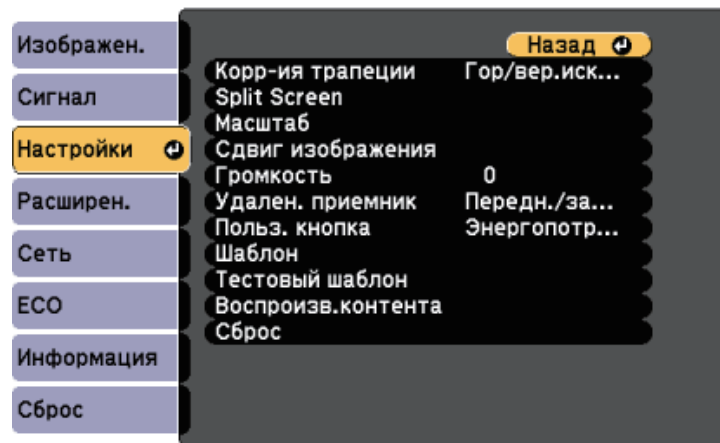 Изображен.
Сигнал
Настройки
Расширен.
Сеть
ECO
Информация
Сброс
Назад
Корр-ия трапеции Гор/вер.иск...
Split Screen
Масштаб
Сдвиг изображения
Громкость 0
Удален. приемник Передн./за...
Польз. кнопка Энергопотр...
Шаблон
Тестовый шаблон
Воспроизв.контента
Сброс